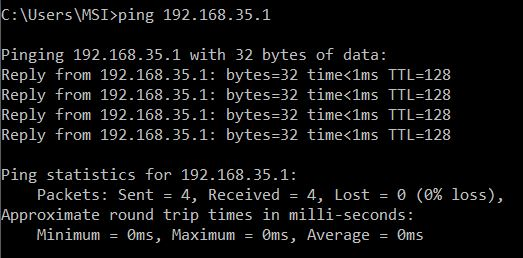 C:\Users\MSI>ping 192.168.35.1
Pinging 192.168.35.1 with 32 bytes of data:
Reply from 192.168.35.1: bytes=32 time<1ms TTL=128
Reply from 192.168.35.1: bytes=32 time<1ms TTL=128
Reply from 192.168.35.1: bytes=32 time<1ms TTL=128
Reply from 192.168.35.1: bytes=32 time<1ms TTL=128
Ping statistics for 192.168.35.1:
    Packets: Sent = 4, Received = 4, Lost = 0 (0% loss),
Approximate round trip times in milli-seconds:
    Minimum = 0ms, Maximum = 0ms, Average = 0ms